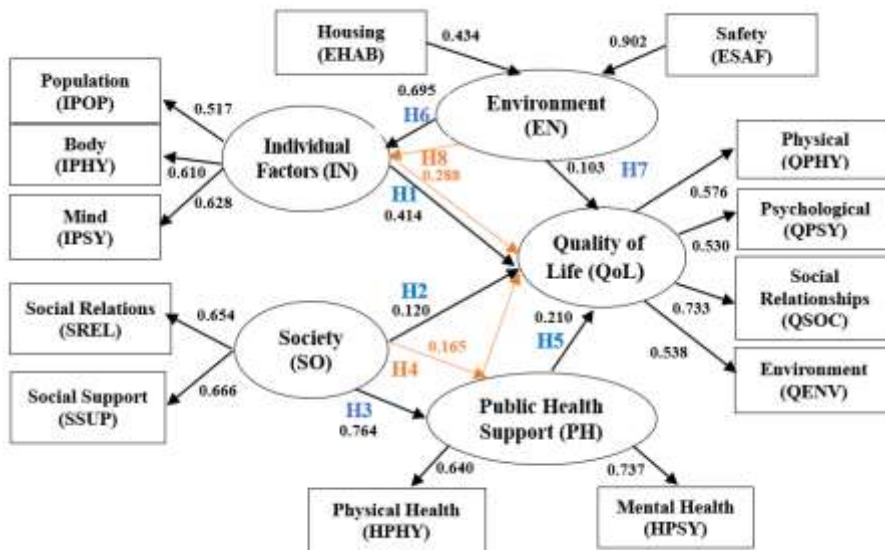 Housing
(EHAB)
0.434
0.902
Safety
(ESAF)
Population
(IPOP)
0.517
Body
(IPHY)
0.610
Mind
(IPSY)
0.628
Individual
Factors (IN)
0.695
H6
Environment
(EN)
H8
0.288
H1
0.414
0.103
H7
Physical
(QPHY)
0.576
Psychological
(QPSY)
0.530
Quality of
Life (QoL)
Social
Relationships
(QSOC)
0.733
0.538
Environment
(QENV)
Social Relations
(SREL)
0.654
Social Support
(SSUP)
0.666
Society
(SO)
H2
0.120
0.165
H4
0.210
H5
H3
0.764
Public Health
Support (PH)
0.640
0.737
Physical Health
(HPHY)
Mental Health
(HPSY)